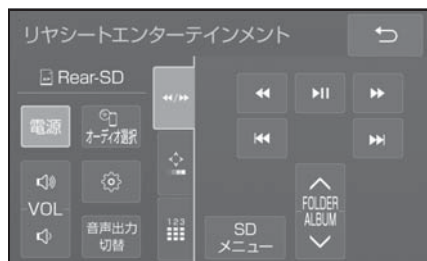 リヤシートエンターテインメント
Rear-SD
電源
オーディオ選択
VOL
音声出力
切替
123
SD
メニュー
FOLDER
ALBUM